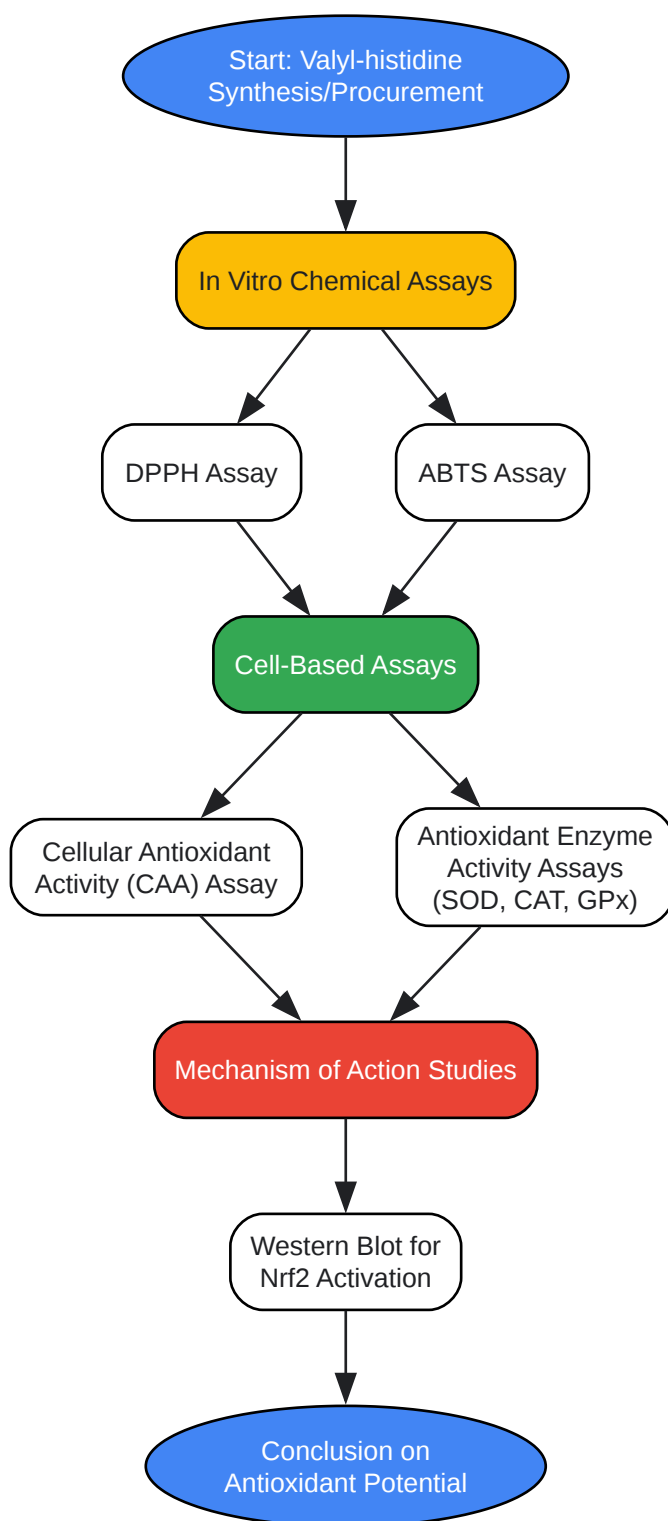 Start: Valyl-histidine
Synthesis/Procurement
In Vitro Chemical Assays
DPPH Assay
ABTS Assay
Cell-Based Assays
Cellular Antioxidant
Activity (CAA) Assay
Antioxidant Enzyme
Activity Assays
(SOD, CAT, GPx)
Mechanism of Action Studies
Western Blot for
Nrf2 Activation
Conclusion on
Antioxidant Potential